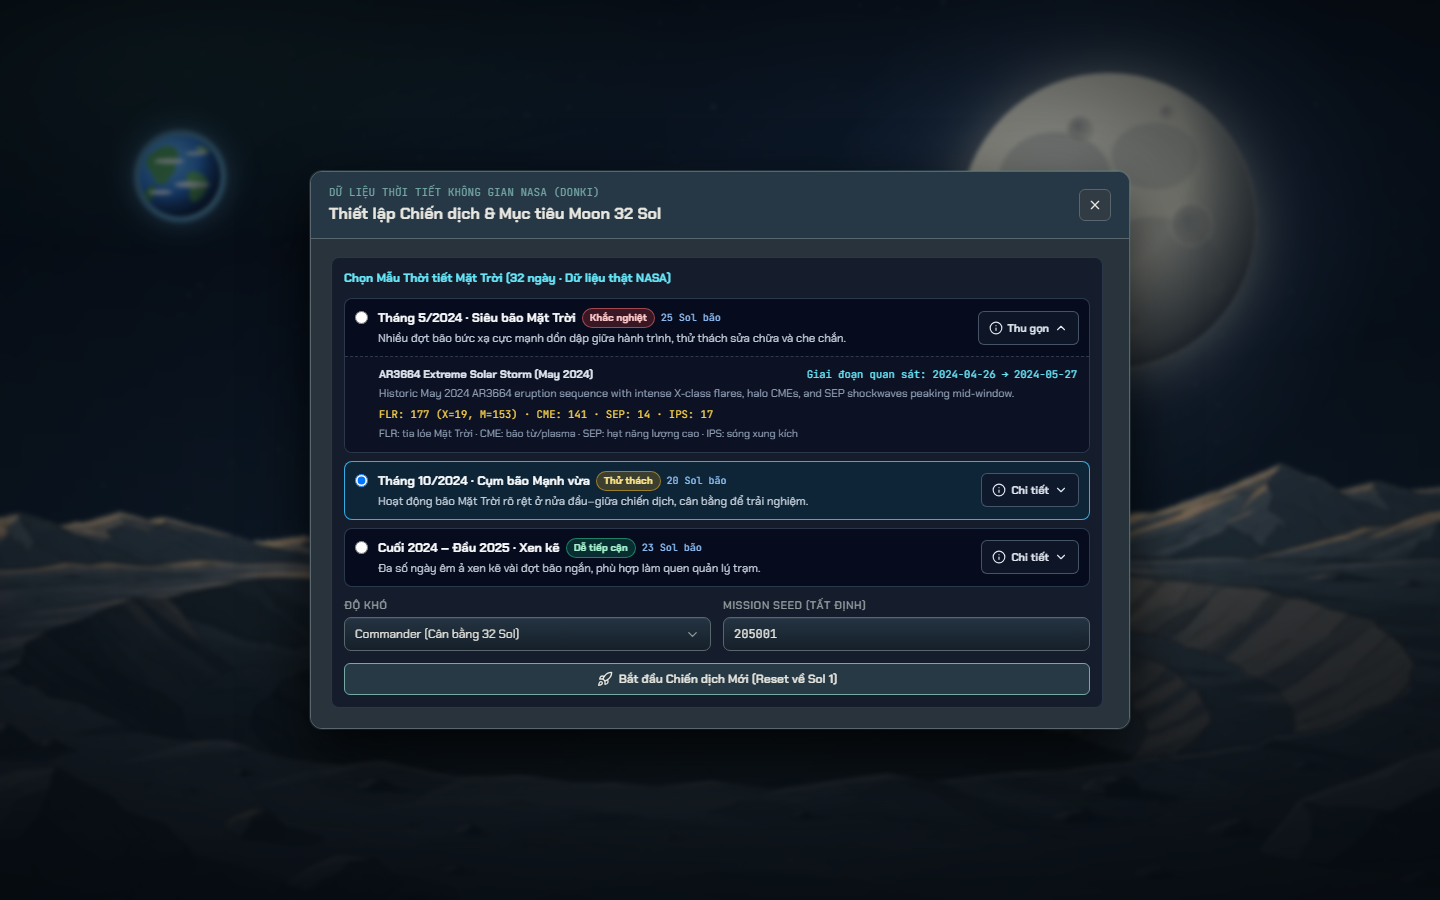 DỮ LIỆU THỜI TIẾT KHÔNG GIAN NASA (DONKI)
Thiết lập Chiến dịch & Mục tiêu Moon 32 Sol
Chọn Mẫu Thời tiết Mặt Trời (32 ngày · Dữ liệu thật NASA)
Tháng 5/2024 · Siêu bão Mặt Trời Khắc nghiệt 25 Sol bão
Nhiều đợt bão bức xạ cực mạnh dồn dập giữa hành trình, thử thách sửa chữa và che chắn.
Thu gọn
AR3664 Extreme Solar Storm (May 2024) Giai đoạn quan sát: 2024-04-26 → 2024-05-27
Historic May 2024 AR3664 eruption sequence with intense X-class flares, halo CMEs, and SEP shockwaves peaking mid-window.
FLR: 177 (X=19, M=153) · CME: 141 · SEP: 14 · IPS: 17
FLR: tia lóe Mặt Trời · CME: bão từ/plasma · SEP: hạt năng lượng cao · IPS: sóng xung kích
Tháng 10/2024 · Cụm bão Mạnh vừa Thử thách 20 Sol bão
Hoạt động bão Mặt Trời rõ rệt ở nửa đầu–giữa chiến dịch, cân bằng để trải nghiệm.
Chi tiết
Cuối 2024 – Đầu 2025 · Xen kẽ Dễ tiếp cận 23 Sol bão
Đa số ngày êm ả xen kẽ vài đợt bão ngắn, phù hợp làm quen quản lý trạm.
Chi tiết
ĐỘ KHÓ
Commander (Cân bằng 32 Sol)
MISSION SEED (TẤT ĐỊNH)
205001
Bắt đầu Chiến dịch Mới (Reset về Sol 1)